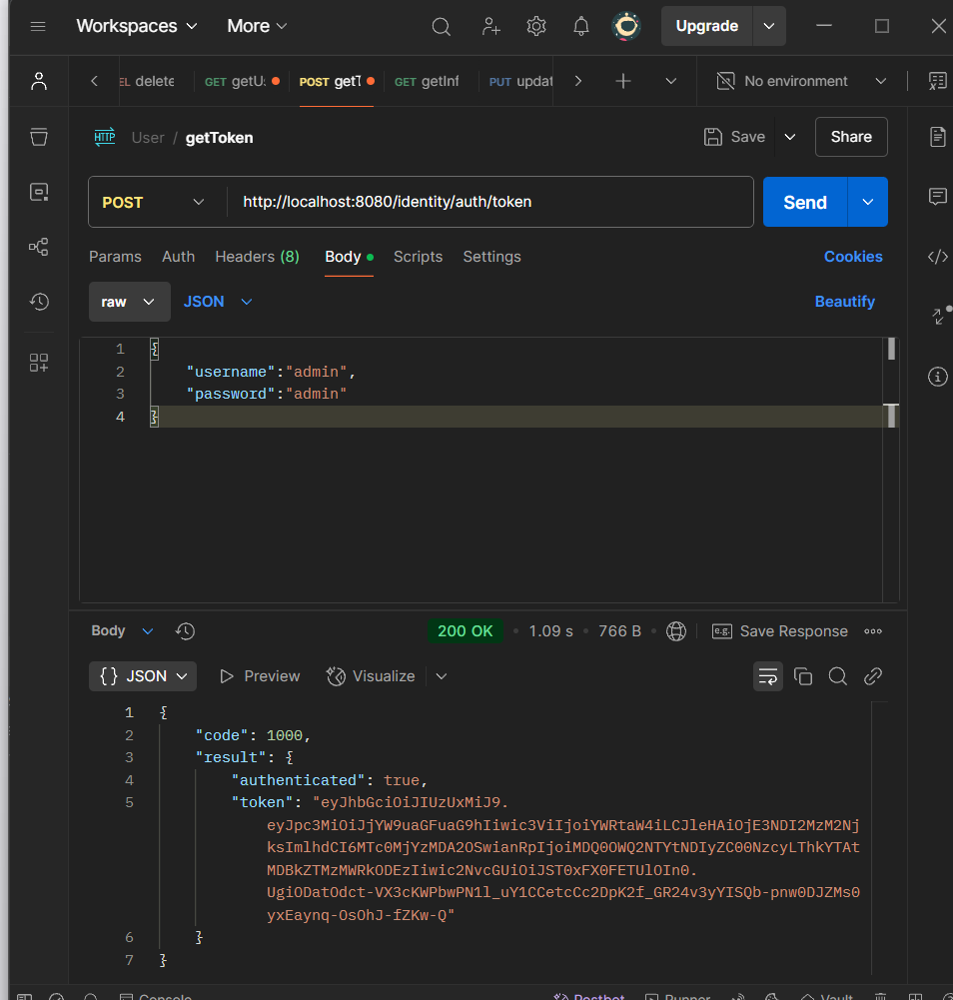 Workspaces More Upgrade
delete GET getU POST getT GET getInf PUT updat No environment
HTTP User / getToken Save Share
POST http://localhost:8080/identity/auth/token Send
Params Auth Headers (8) Body Scripts Settings Cookies
raw JSON Beautify
1 {
2 "username":"admin",
3 "password":"admin"
4 }
Body 200 OK • 1.09 s • 766 B • e.g. Save Response
{} JSON Preview Visualize
1 {
2 "code": 1000,
3 "result": {
4 "authenticated": true,
5 "token": "eyJhbGciOiJIUzUxMiJ9.
eyJpc3MiOiJjYW9uaGFuaG9hIiwic3ViIjoiYWRtaW4iLCJleHAiOjE3NDI2MzM2Nj
ksImlhdCI6MTc0MjYzMDA2OSwianRpIjoiMDQ0OWQ2NTYtNDIyZC00NzcyLThkYTAt
MDBkZTMzMWRkODEzIiwic2NvcGUiOiJST0xFX0FETUlOIn0.
UgiODatOdct-VX3cKWPbwPN1l_uY1CCetcCc2DpK2f_GR24v3yYISQb-pnw0DJZMs0
yxEaynq-OsOhJ-fZKw-Q"
6 }
7 }
Console Postbot Runner Vault